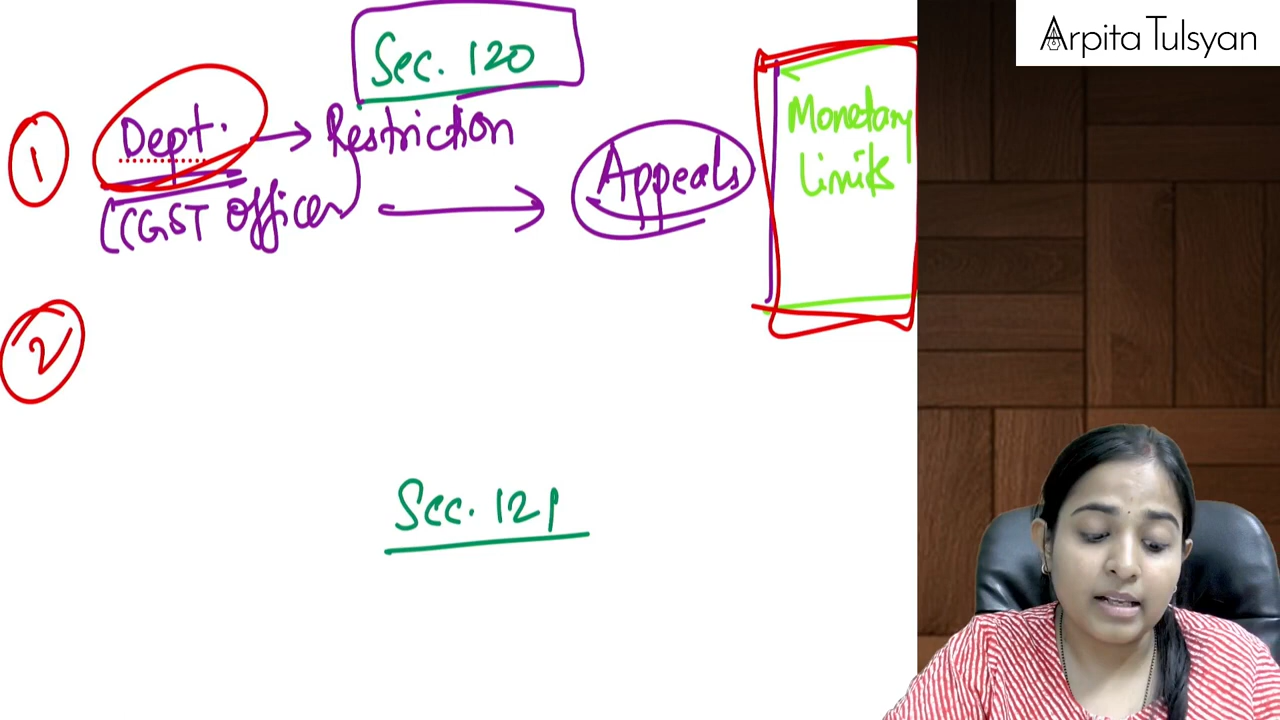 Arpita Tulsyan
Sec. 120
1
Dept. → Restriction
(CGST Officer → Appeals
Monetary
Limits
2
Sec. 121